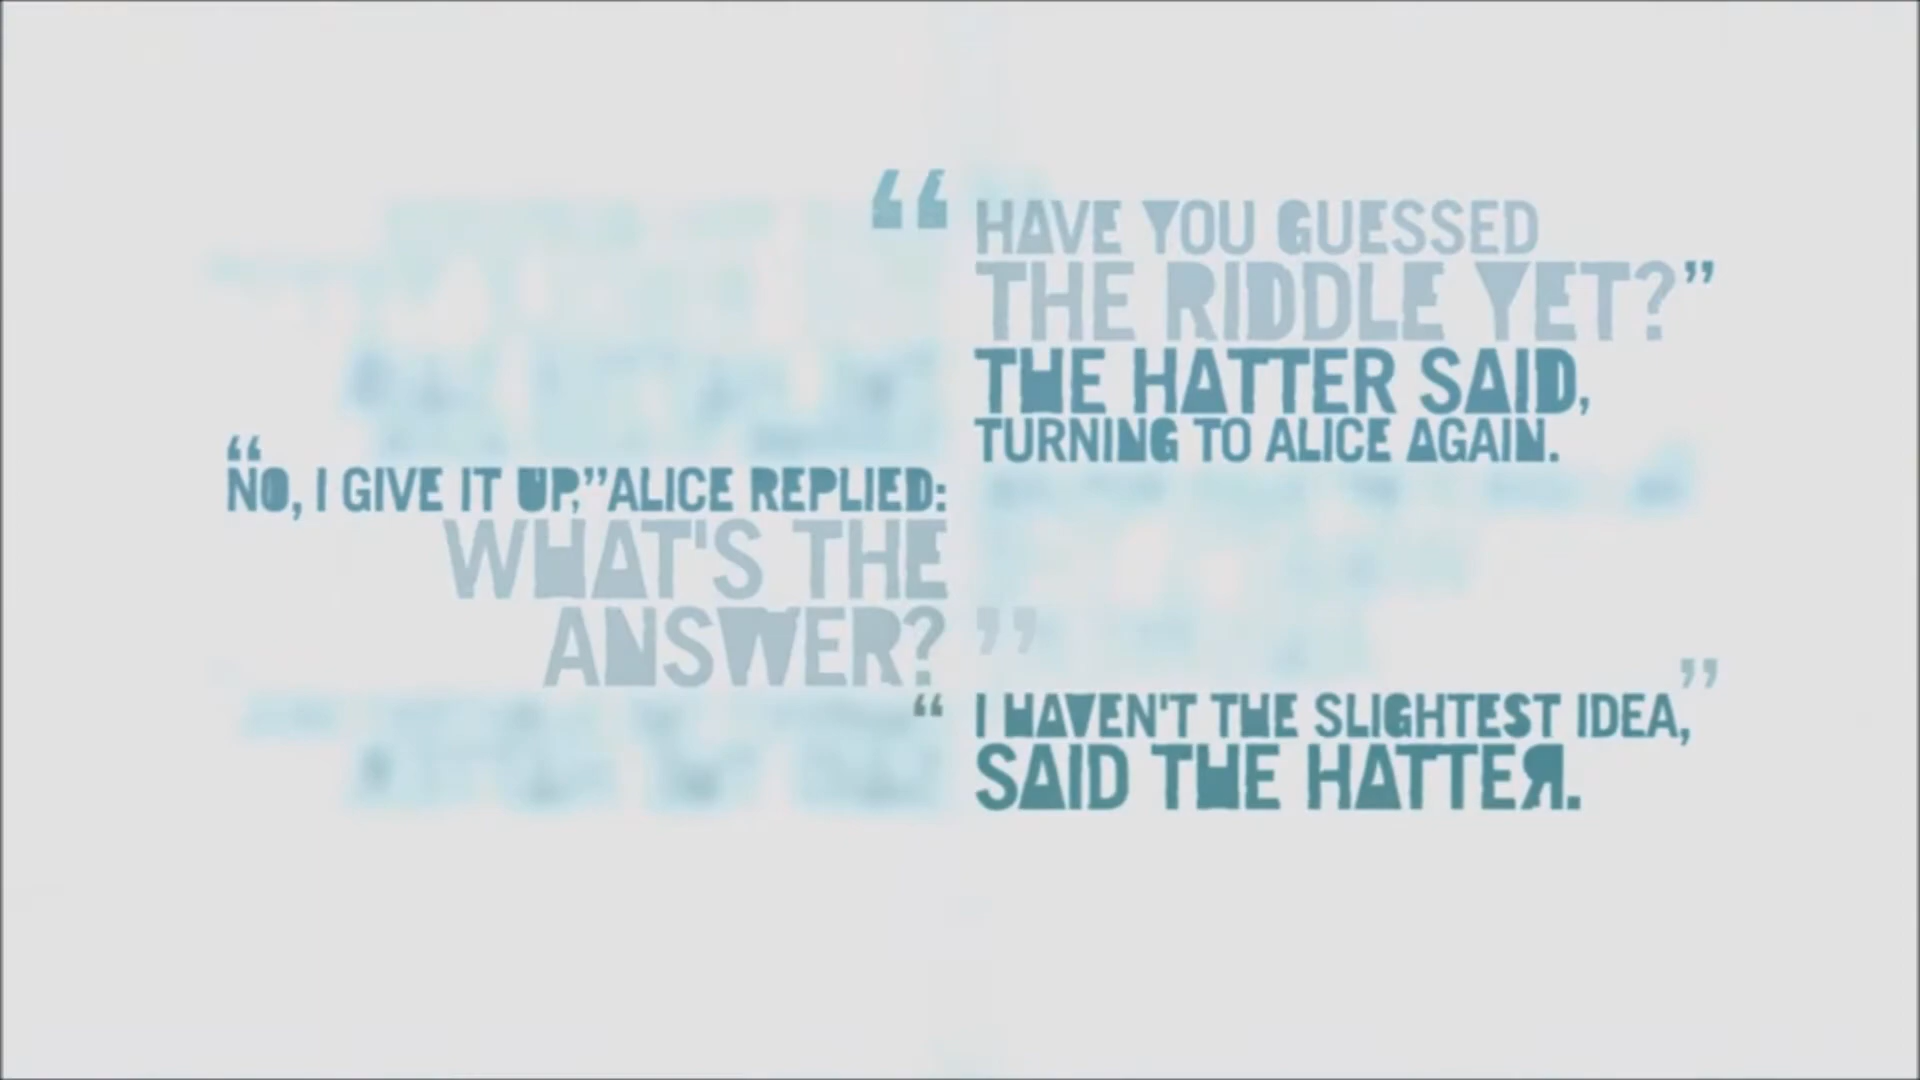 “ HAVE YOU GUESSED
THE RIDDLE YET?”
THE HATTER SAID,
TURNING TO ALICE AGAIN.
“NO, I GIVE IT UP,”ALICE REPLIED:
WHAT'S THE
ANSWER? ”
“ I HAVEN'T THE SLIGHTEST IDEA,”
SAID THE HATTEЯ.